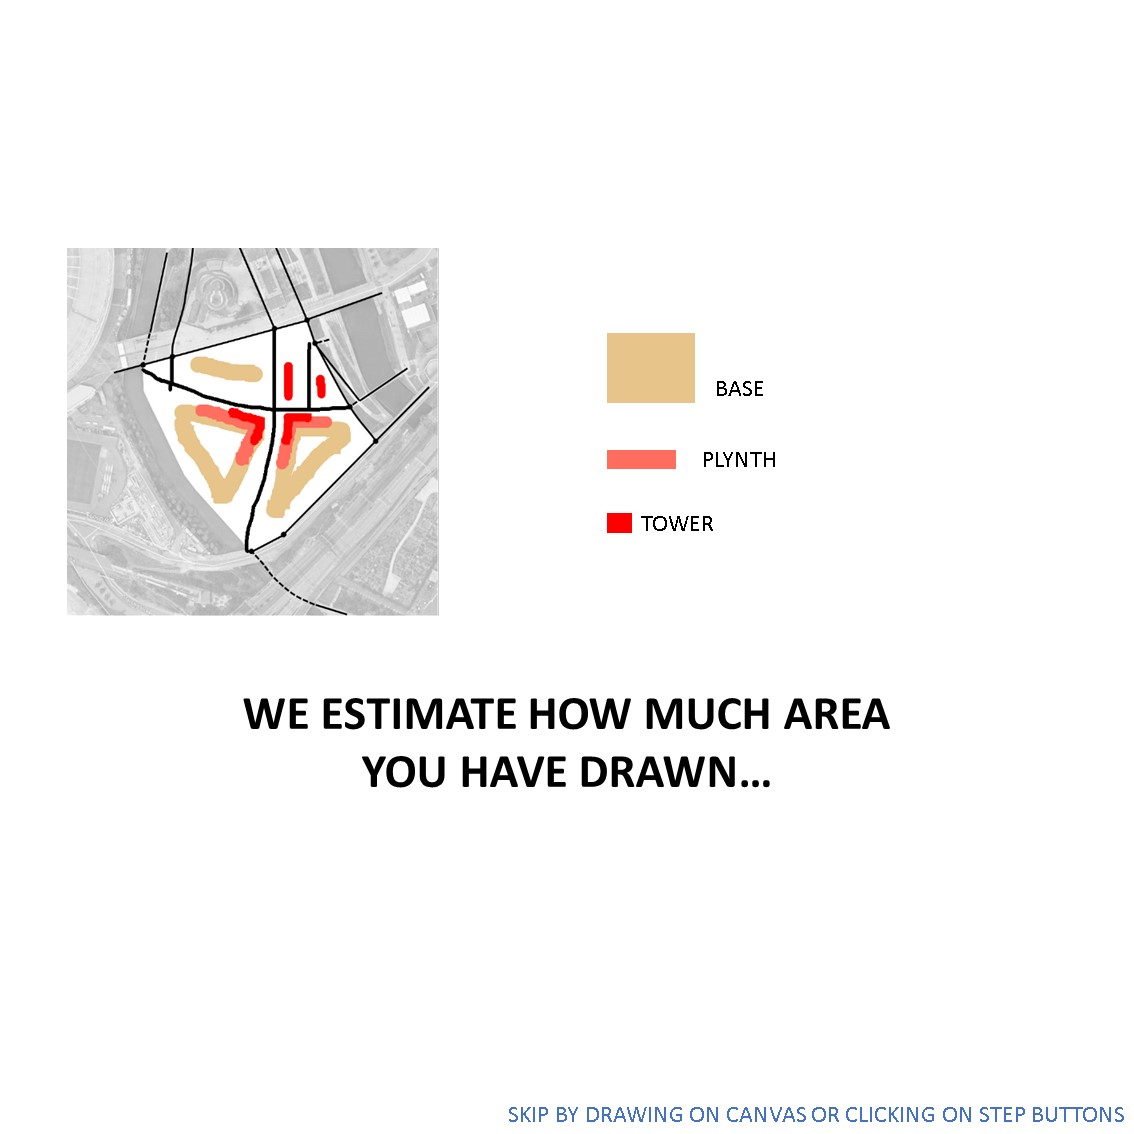 BASE
PLYNTH
TOWER
WE ESTIMATE HOW MUCH AREA
YOU HAVE DRAWN…
SKIP BY DRAWING ON CANVAS OR CLICKING ON STEP BUTTONS